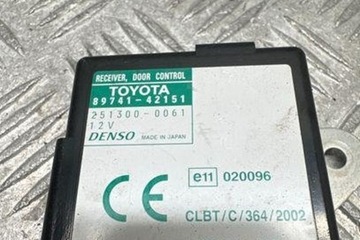 RECEIVER, DOOR CONTROL
TOYOTA
89741-42151
251300-0061
12V
DENSO MADE IN JAPAN
CE
e11 020096
CLBT/C/364/2002